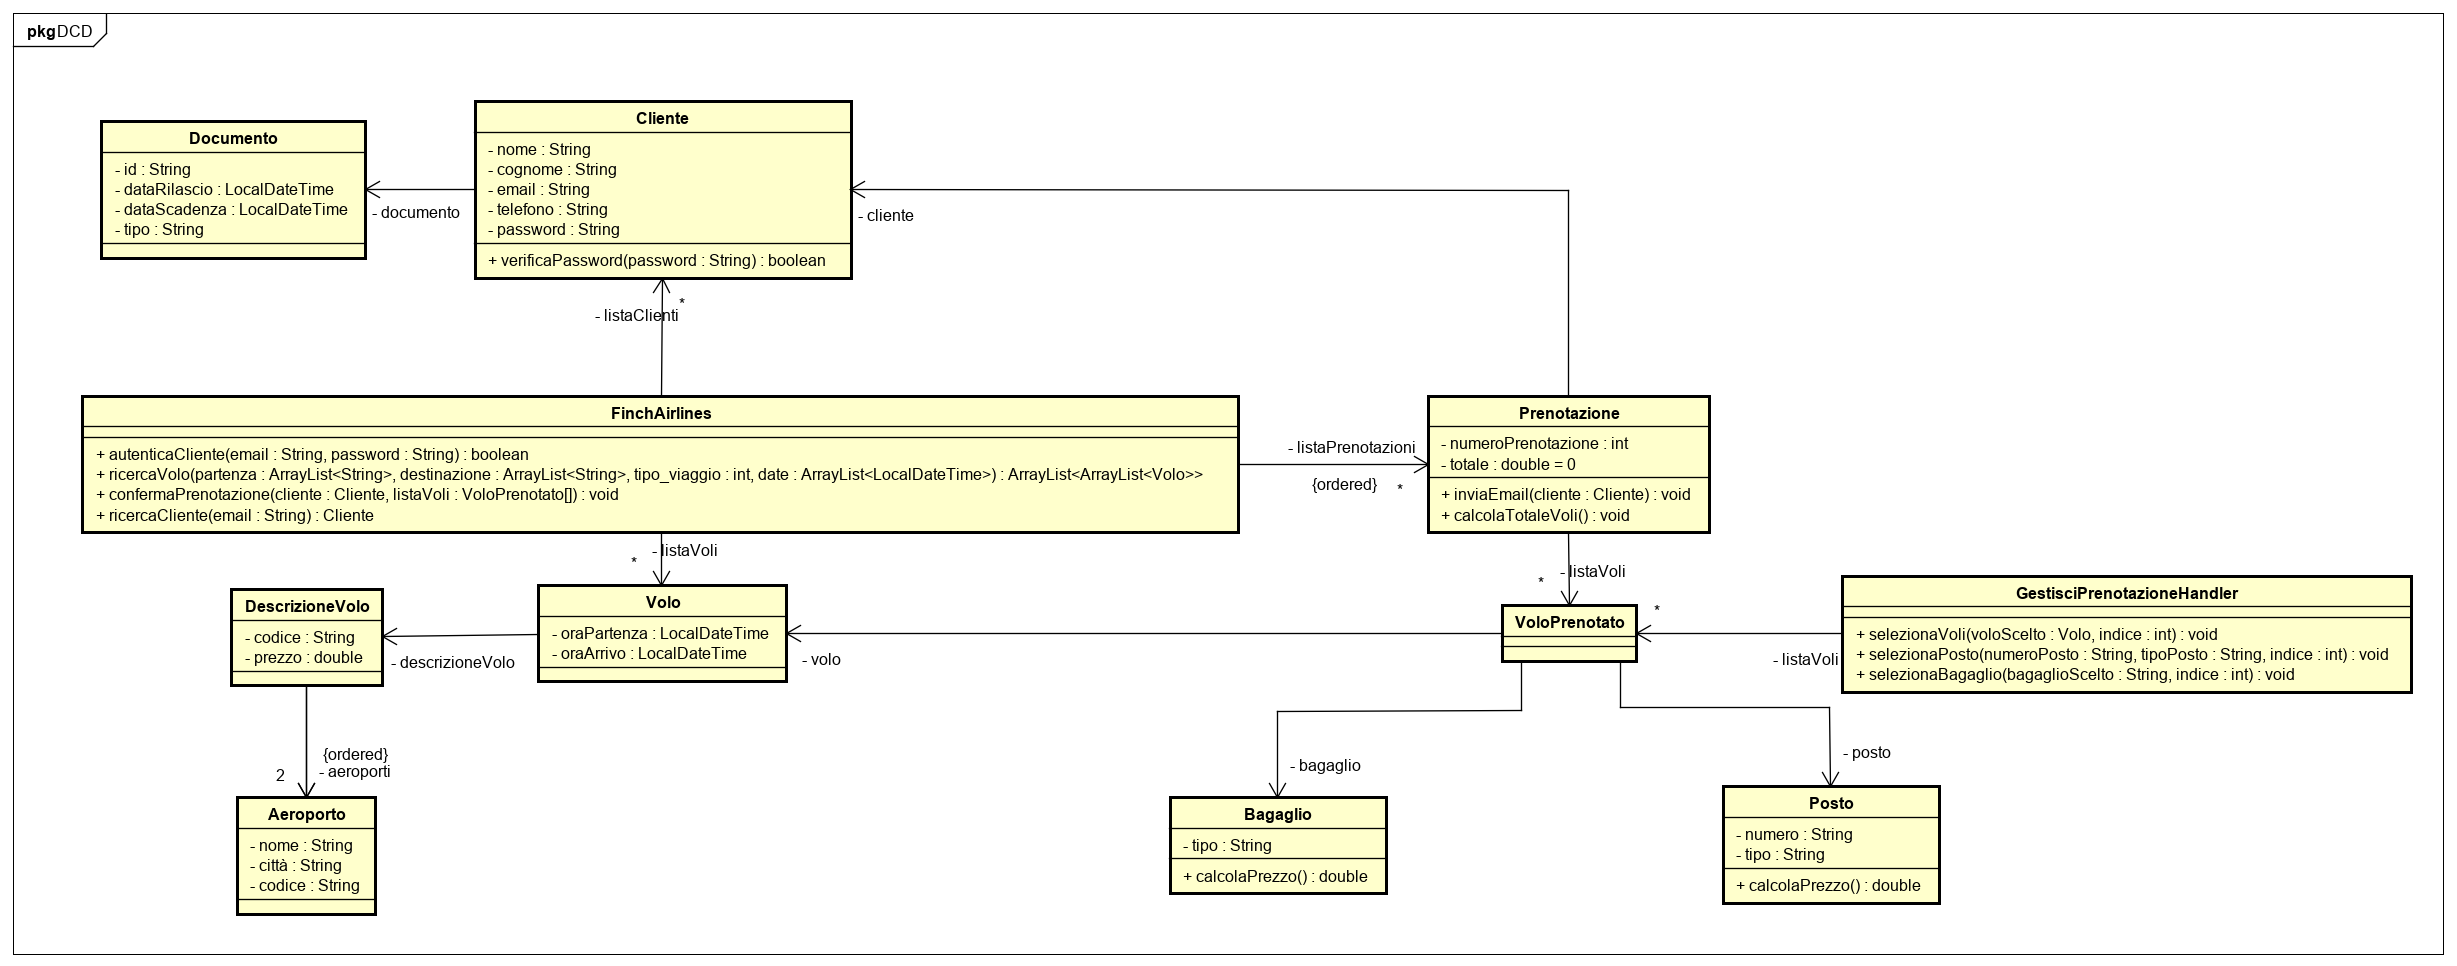 pkg DCD
Documento
- id : String
- dataRilascio : LocalDateTime
- dataScadenza : LocalDateTime
- tipo : String
- documento
Cliente
- nome : String
- cognome : String
- email : String
- telefono : String
- password : String
+ verificaPassword(password : String) : boolean
- cliente
*
- listaClienti
FinchAirlines
+ autenticaCliente(email : String, password : String) : boolean
+ ricercaVolo(partenza : ArrayList<String>, destinazione : ArrayList<String>, tipo_viaggio : int, date : ArrayList<LocalDateTime>) : ArrayList<ArrayList<Volo>>
+ confermaPrenotazione(cliente : Cliente, listaVoli : VoloPrenotato[]) : void
+ ricercaCliente(email : String) : Cliente
- listaPrenotazioni
{ordered}
*
Prenotazione
- numeroPrenotazione : int
- totale : double = 0
+ inviaEmail(cliente : Cliente) : void
+ calcolaTotaleVoli() : void
- listaVoli
*
- listaVoli
*
DescrizioneVolo
- codice : String
- prezzo : double
- descrizioneVolo
Volo
- oraPartenza : LocalDateTime
- oraArrivo : LocalDateTime
- volo
VoloPrenotato
*
- listaVoli
GestisciPrenotazioneHandler
+ selezionaVoli(voloScelto : Volo, indice : int) : void
+ selezionaPosto(numeroPosto : String, tipoPosto : String, indice : int) : void
+ selezionaBagaglio(bagaglioScelto : String, indice : int) : void
{ordered}
- aeroporti
2
- bagaglio
- posto
Aeroporto
- nome : String
- città : String
- codice : String
Bagaglio
- tipo : String
+ calcolaPrezzo() : double
Posto
- numero : String
- tipo : String
+ calcolaPrezzo() : double